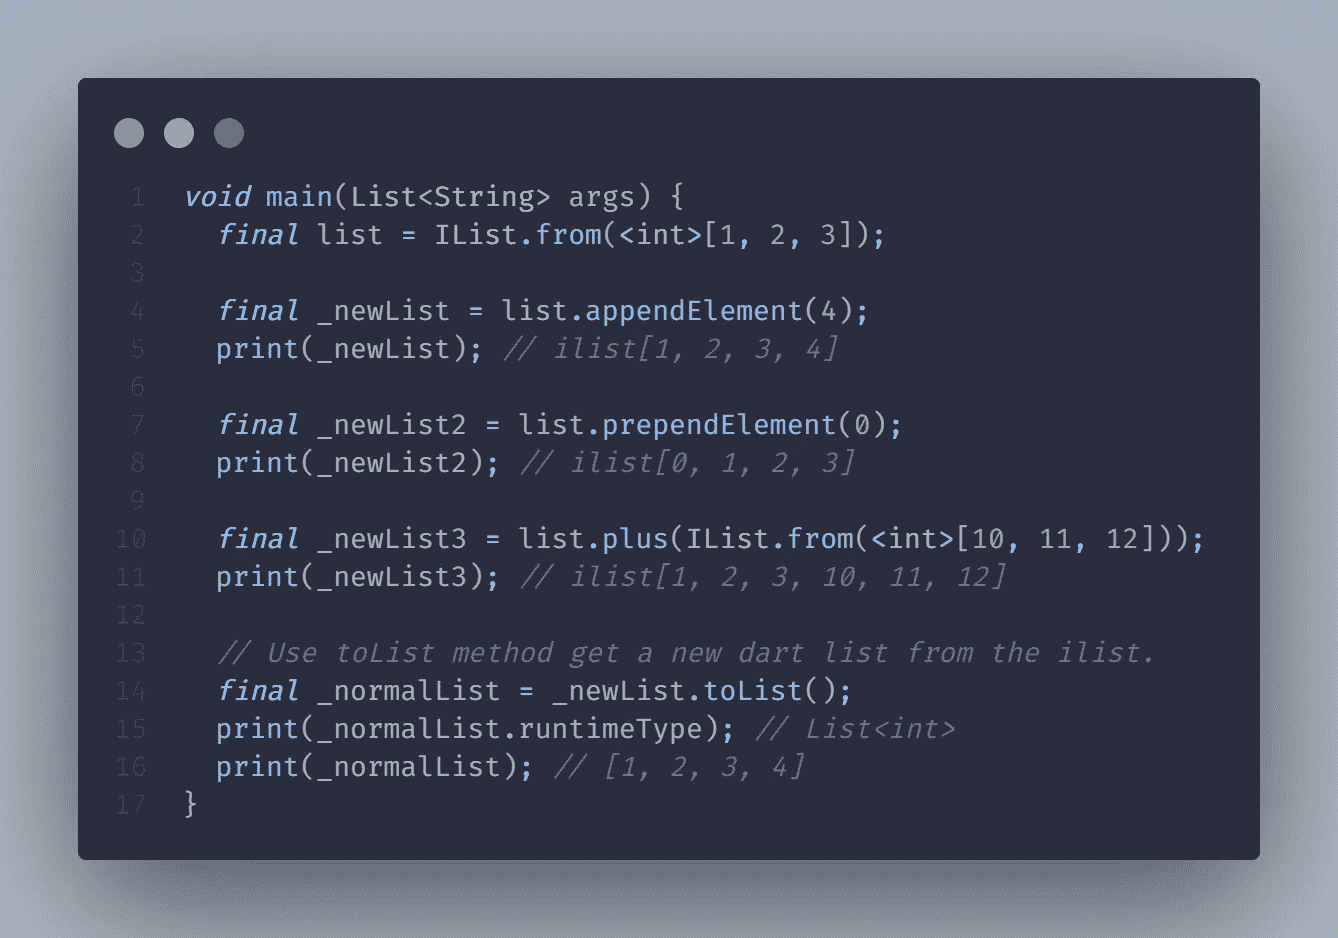 1 void main(List<String> args) {
2 final list = IList.from(<int>[1, 2, 3]);
3
4 final _newList = list.appendElement(4);
5 print(_newList); // ilist[1, 2, 3, 4]
6
7 final _newList2 = list.prependElement(0);
8 print(_newList2); // ilist[0, 1, 2, 3]
9
10 final _newList3 = list.plus(IList.from(<int>[10, 11, 12]));
11 print(_newList3); // ilist[1, 2, 3, 10, 11, 12]
12
13 // Use toList method get a new dart list from the ilist.
14 final _normalList = _newList.toList();
15 print(_normalList.runtimeType); // List<int>
16 print(_normalList); // [1, 2, 3, 4]
17 }